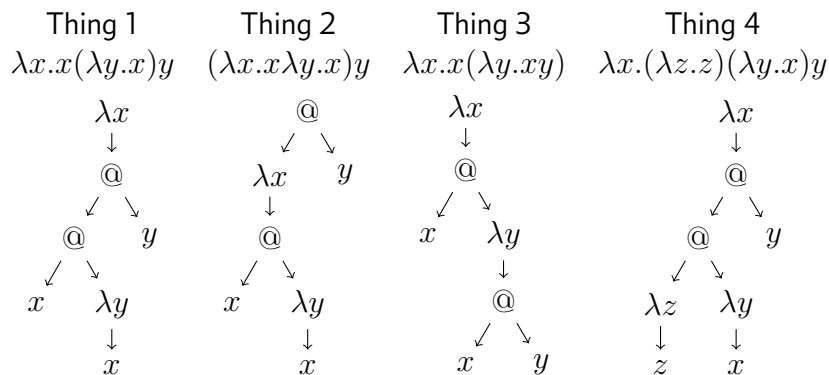 Thing 1 Thing 2 Thing 3 Thing 4
λx.x(λy.x)y (λx.xλy.x)y λx.x(λy.xy) λx.(λz.z)(λy.x)y
λx @ λx λx
@ λx y @ @
@ y @ x λy @ y
x λy x λy @ λz λy
x x x y z x